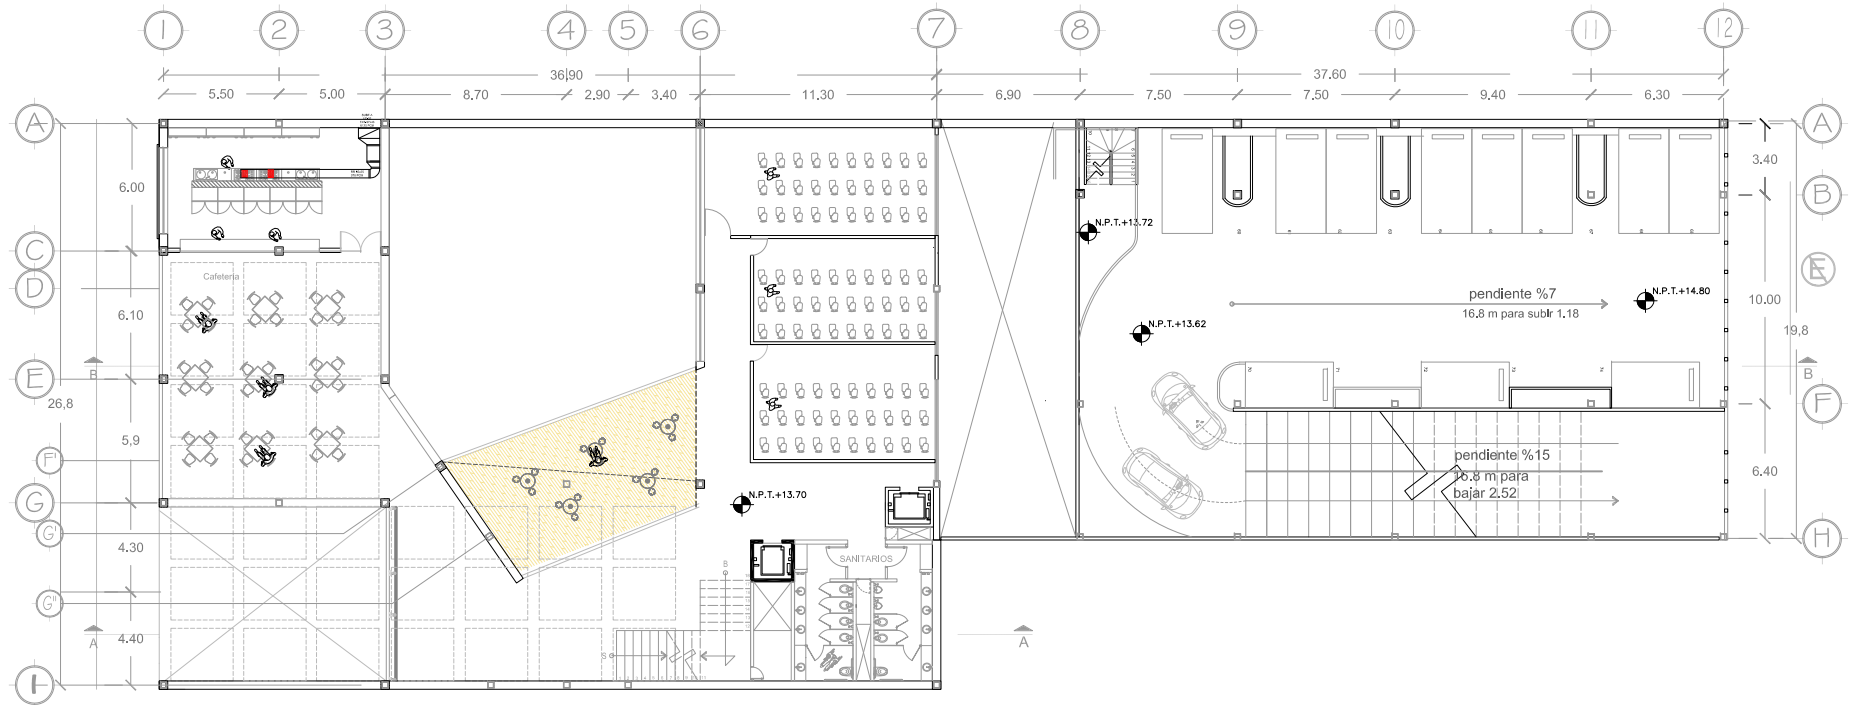 1 2 3 4 5 6 7 8 9 10 11 12
36.90 37.60
5.50 5.00 8.70 2.90 3.40 11.30 6.90 7.50 7.50 9.40 6.30
A A
3.40
6.00
B
N.P.T.+13.72
C
Cafetería
D
E
N.P.T.+14.80
pendiente %7
10.00
6.10
16.8 m para subir 1.18
N.P.T.+13.62
19,8
B B
E
26,8
F
5,9
pendiente %15
F'
16.8 m para
6.40
bajar 2.52
N.P.T.+13.70
G
G'
H
4.30
SANITARIOS
B
G''
4.40
A A
S
I